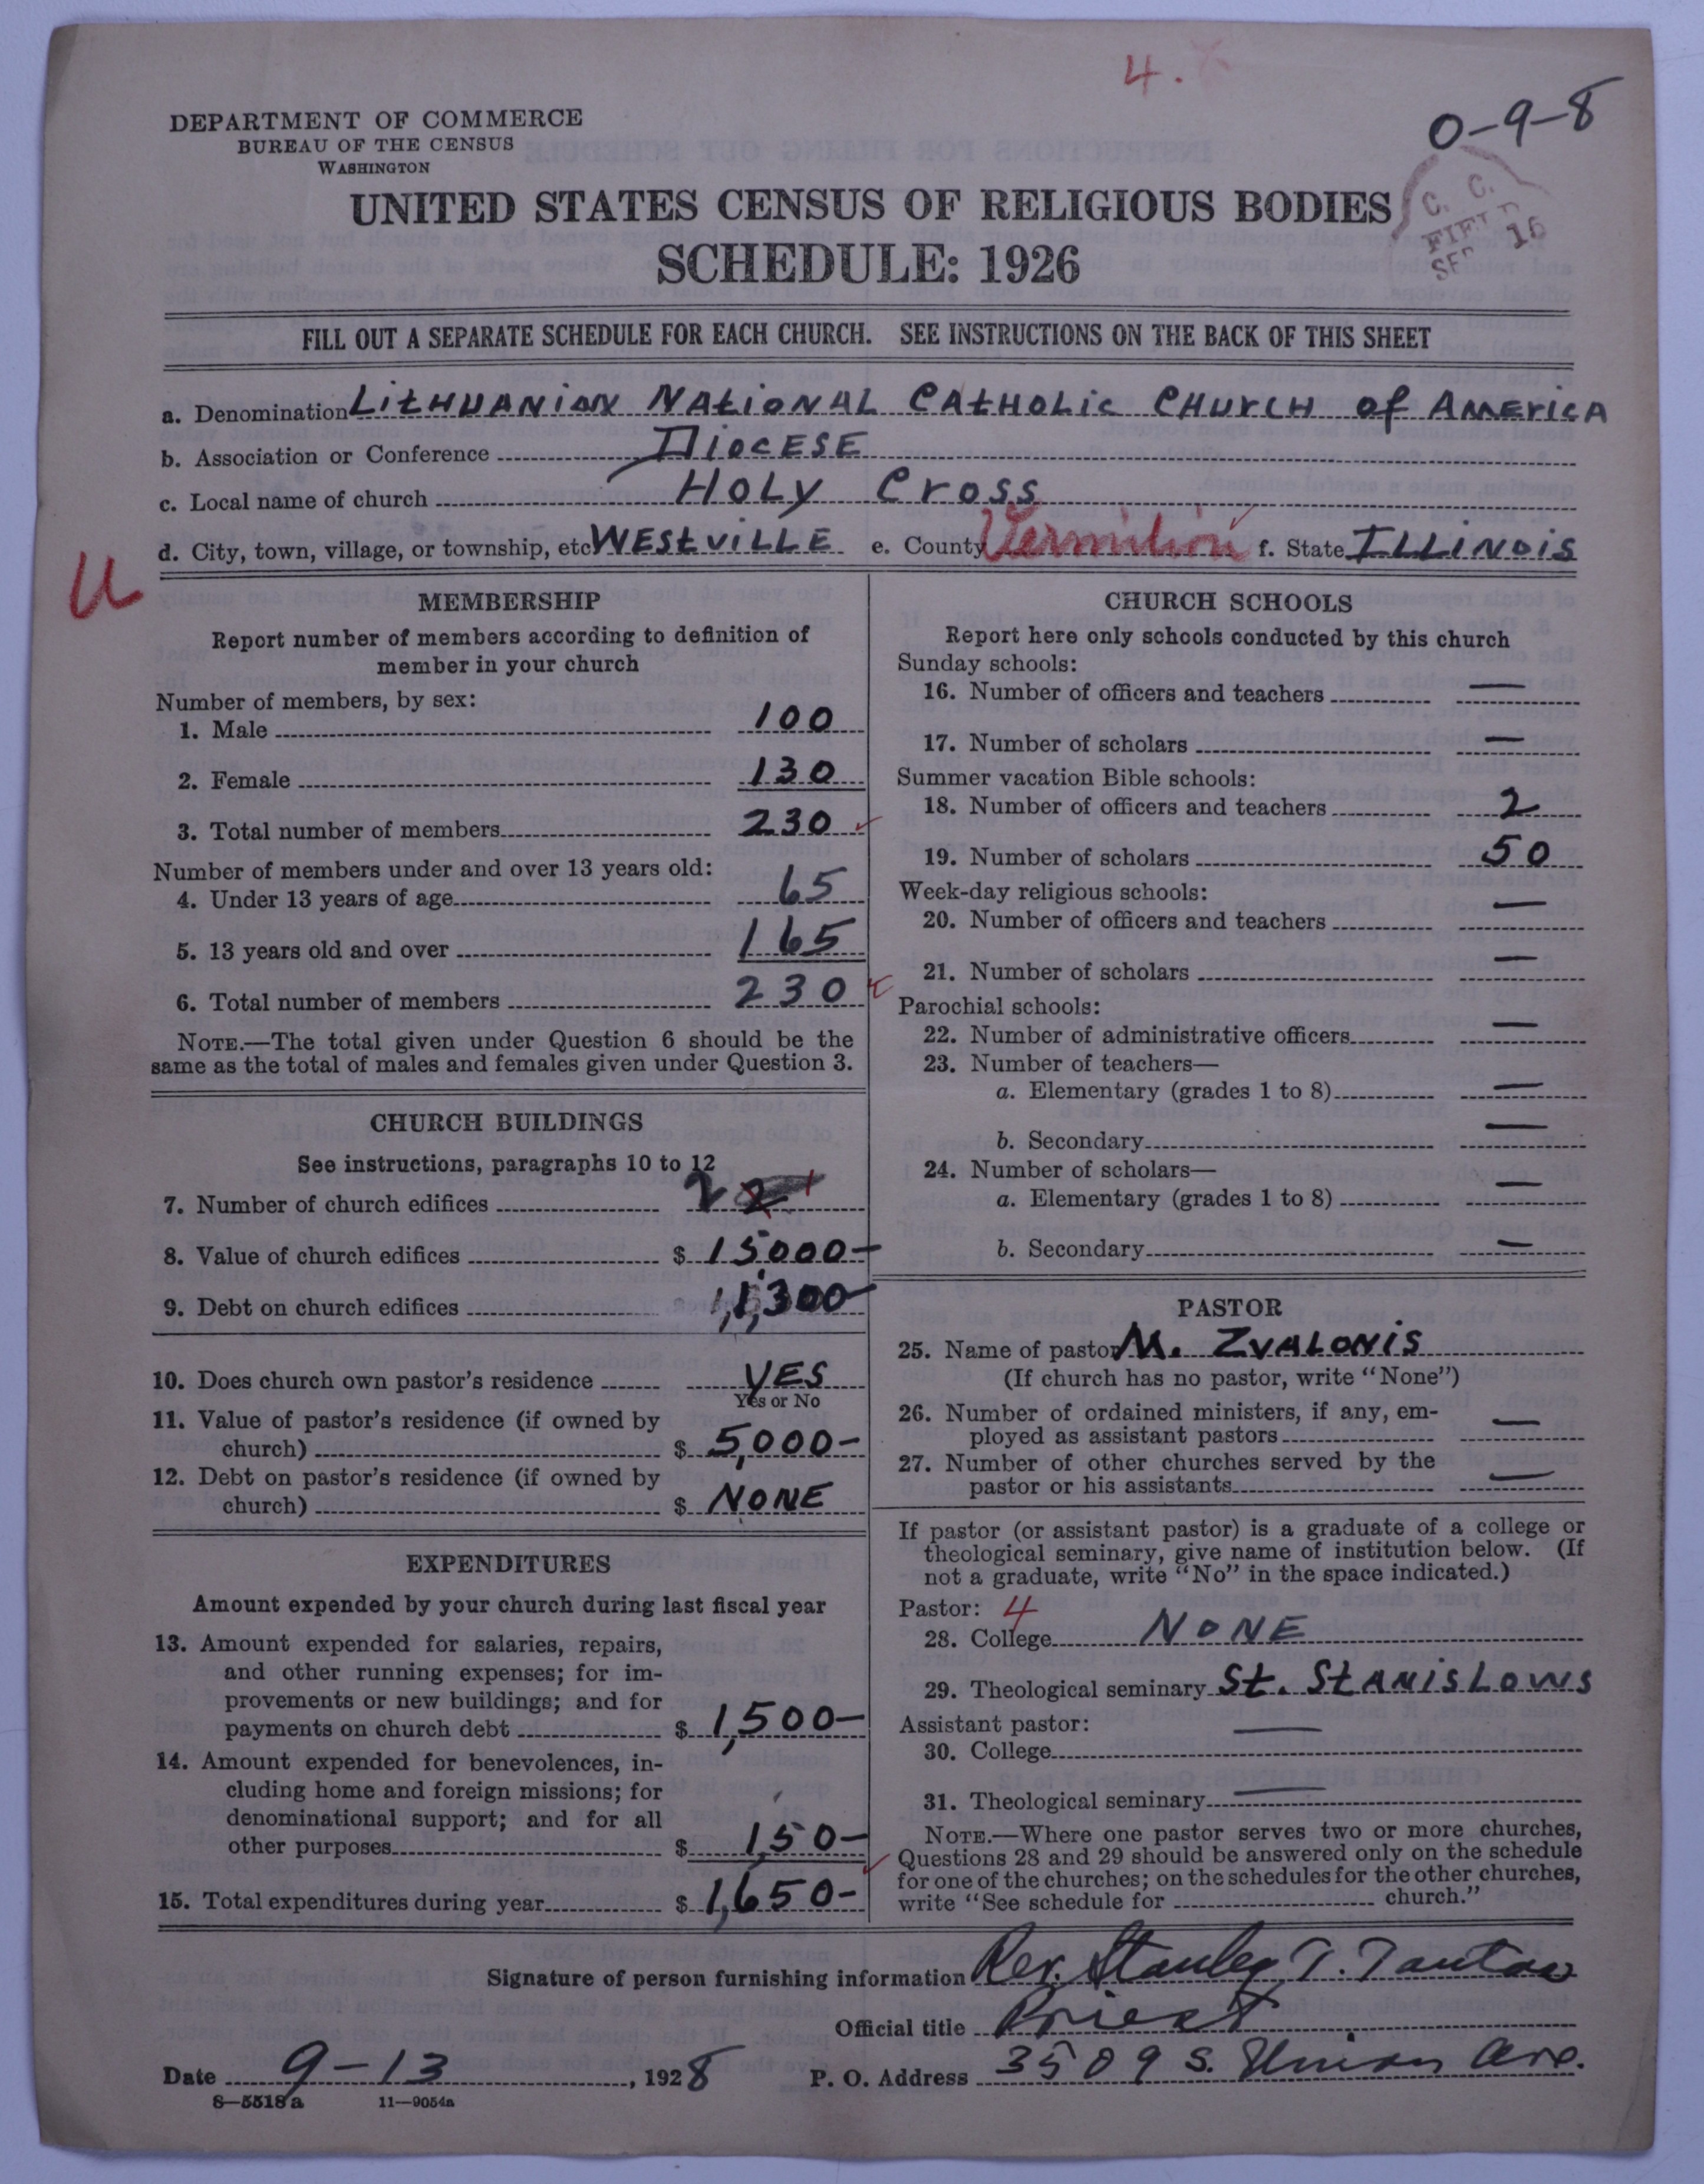 4.
DEPARTMENT OF COMMERCE
BUREAU OF THE CENSUS
WASHINGTON
0-9-8
C. C.
SEP 16
UNITED STATES CENSUS OF RELIGIOUS BODIES
SCHEDULE: 1926
FILL OUT A SEPARATE SCHEDULE FOR EACH CHURCH. SEE INSTRUCTIONS ON THE BACK OF THIS SHEET
a. Denomination LitHUANiAN NAtioNAL CAtHOLic CHUrCH of AMERICA
b. Association or Conference DiOCESE
c. Local name of church HOLY Cross
d. City, town, village, or township, etc WEStViLLE e. County Vermilion f. State ILLiNOiS
U
MEMBERSHIP
Report number of members according to definition of
member in your church
Number of members, by sex:
1. Male 100
2. Female 130
3. Total number of members 230
Number of members under and over 13 years old:
4. Under 13 years of age 65
5. 13 years old and over 165
6. Total number of members 230
NOTE.—The total given under Question 6 should be the
same as the total of males and females given under Question 3.
CHURCH BUILDINGS
See instructions, paragraphs 10 to 12
7. Number of church edifices 2 2 1
8. Value of church edifices $ 15000—
9. Debt on church edifices 1,300—
10. Does church own pastor's residence YES
Yes or No
11. Value of pastor's residence (if owned by
church) $ 5,000—
12. Debt on pastor's residence (if owned by
church) $ NONE
EXPENDITURES
Amount expended by your church during last fiscal year
13. Amount expended for salaries, repairs,
and other running expenses; for im-
provements or new buildings; and for
payments on church debt $ 1,500—
14. Amount expended for benevolences, in-
cluding home and foreign missions; for
denominational support; and for all
other purposes $ 150—
15. Total expenditures during year $ 1,650—
CHURCH SCHOOLS
Report here only schools conducted by this church
Sunday schools:
16. Number of officers and teachers —
17. Number of scholars —
Summer vacation Bible schools:
18. Number of officers and teachers 2
19. Number of scholars 50
Week-day religious schools:
20. Number of officers and teachers —
21. Number of scholars —
Parochial schools:
22. Number of administrative officers —
23. Number of teachers—
a. Elementary (grades 1 to 8) —
b. Secondary —
24. Number of scholars—
a. Elementary (grades 1 to 8) —
b. Secondary —
PASTOR
25. Name of pastor M. ZVALONiS
(If church has no pastor, write "None")
26. Number of ordained ministers, if any, em-
ployed as assistant pastors —
27. Number of other churches served by the
pastor or his assistants —
If pastor (or assistant pastor) is a graduate of a college or
theological seminary, give name of institution below. (If
not a graduate, write "No" in the space indicated.)
Pastor: 4
28. College NONE
29. Theological seminary St. StANiSLOWS
Assistant pastor:
30. College —
31. Theological seminary —
NOTE.—Where one pastor serves two or more churches,
Questions 28 and 29 should be answered only on the schedule
for one of the churches; on the schedules for the other churches,
write "See schedule for church."
Signature of person furnishing information Rev. Stanley T.
Official title Priest
Date 9-13, 1928 P. O. Address 3509 S. Union Ave.
8—5518 a 11—9054a